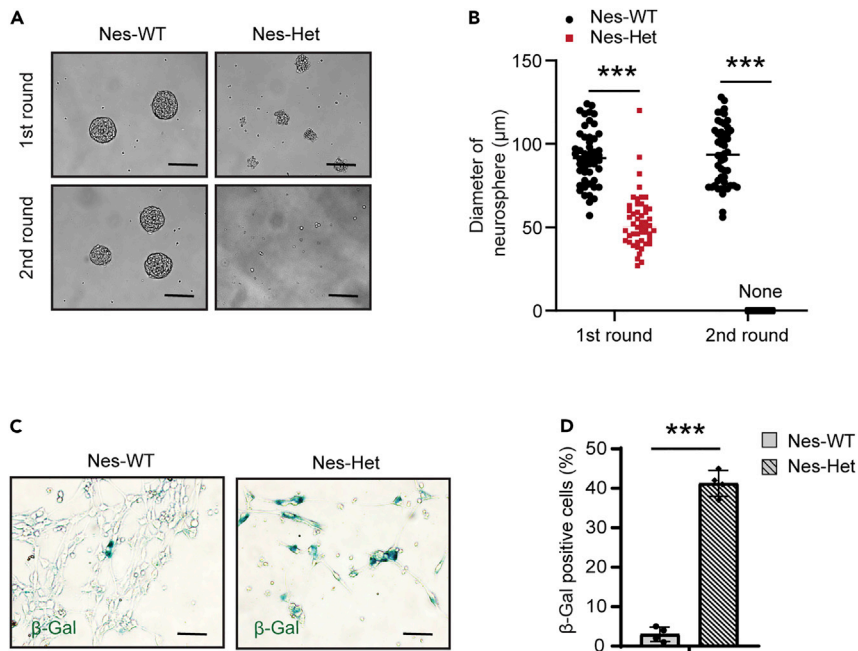 A
Nes-WT
Nes-Het
1st round
2nd round
B
Nes-WT
Nes-Het
***
***
Diameter of
neurosphere (µm)
150
100
50
0
None
1st round
2nd round
C
Nes-WT
Nes-Het
β-Gal
β-Gal
D
Nes-WT
Nes-Het
***
β-Gal positive cells (%)
50
40
30
20
10
0